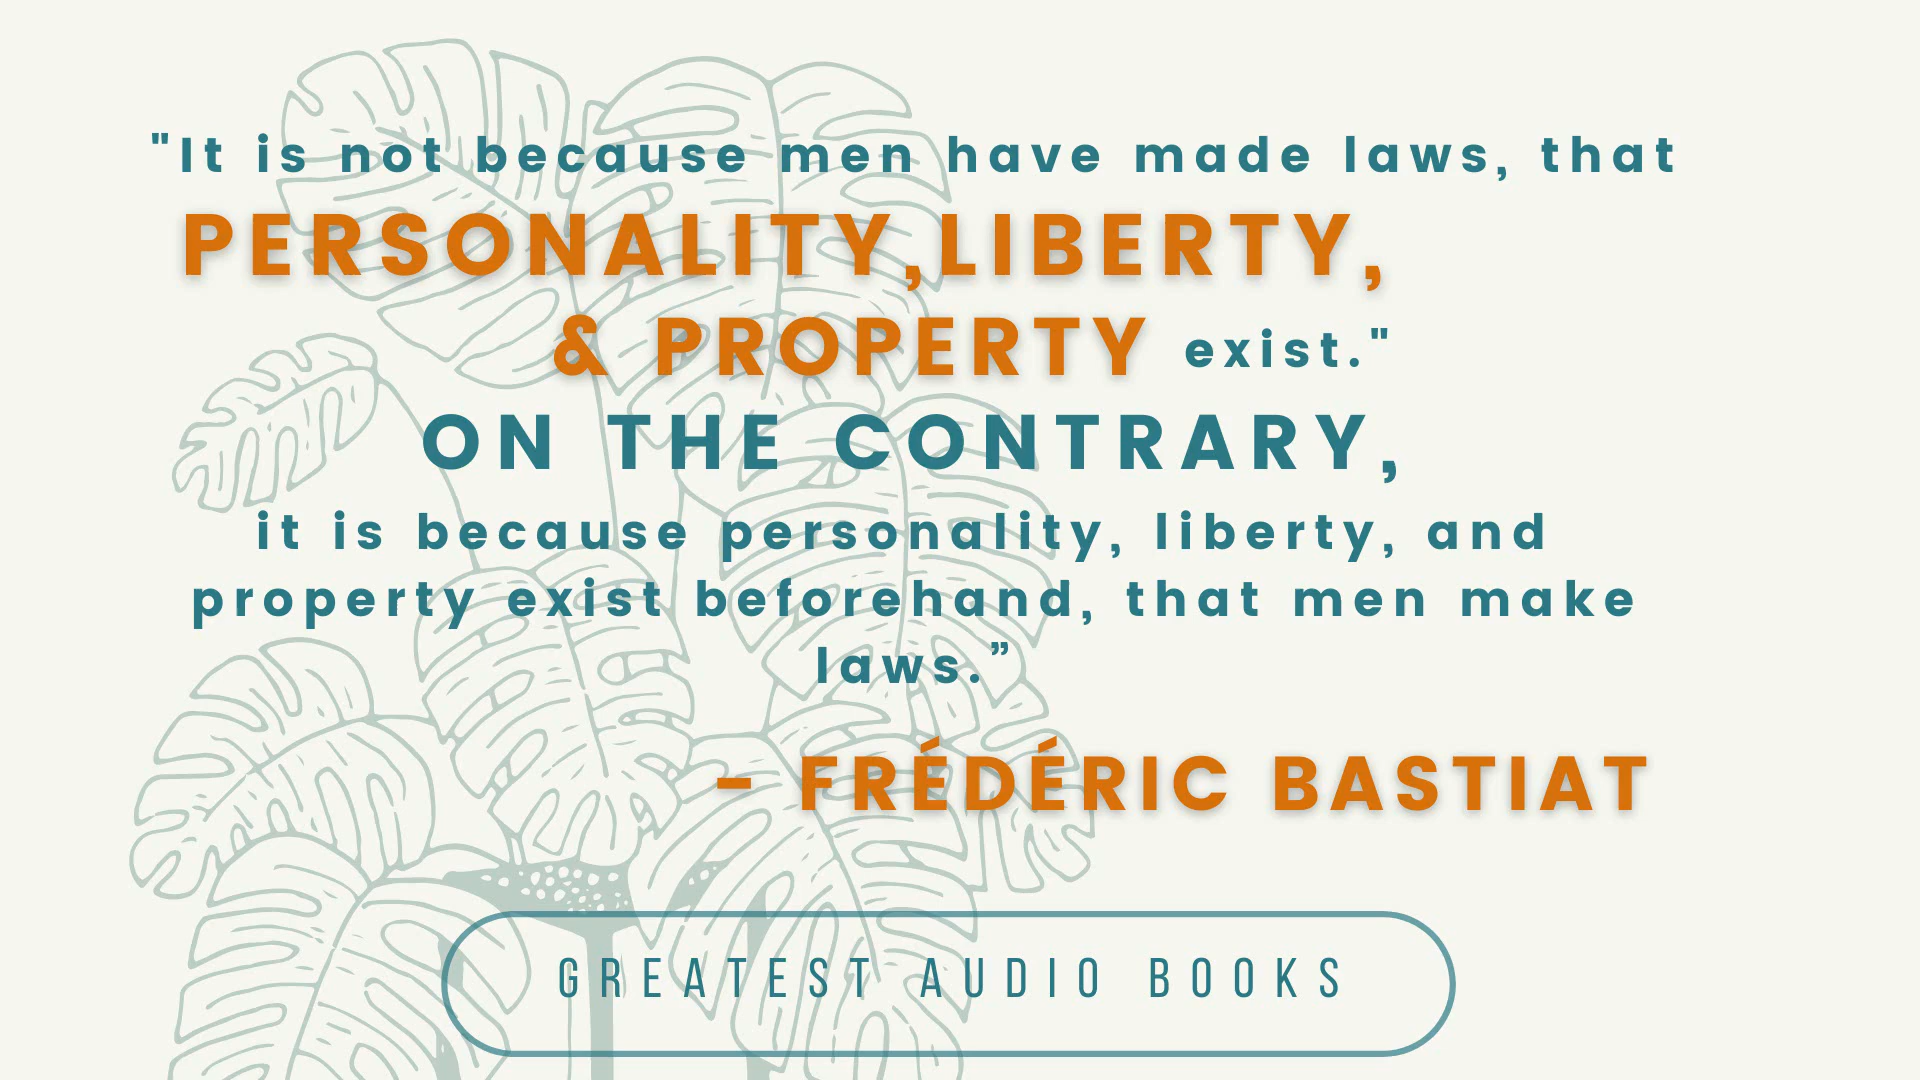 "It is not because men have made laws, that
PERSONALITY,LIBERTY,
& PROPERTY exist."
ON THE CONTRARY,
it is because personality, liberty, and
property exist beforehand, that men make
laws.”
- FRÉDÉRIC BASTIAT
GREATEST AUDIO BOOKS